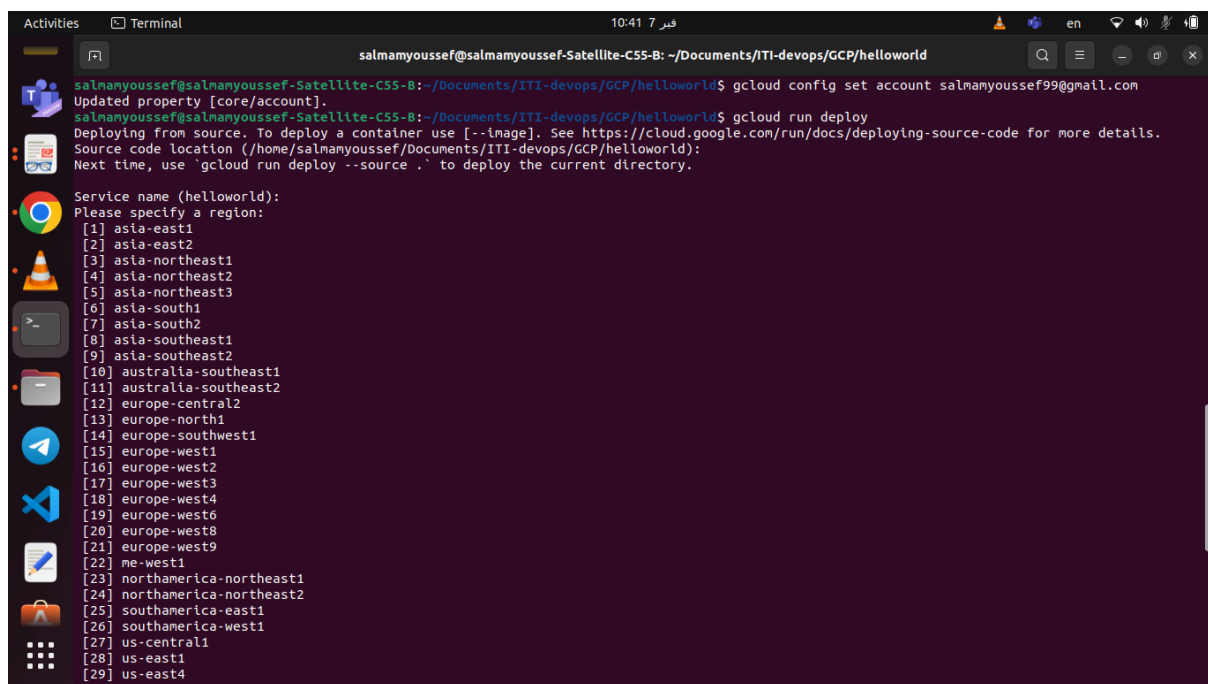 Activities Terminal فبر 7 10:41 en
salmamyoussef@salmamyoussef-Satellite-C55-B: ~/Documents/ITI-devops/GCP/helloworld
salmamyoussef@salmamyoussef-Satellite-C55-B:~/Documents/ITI-devops/GCP/helloworld$ gcloud config set account salmamyoussef99@gmail.com
Updated property [core/account].
salmamyoussef@salmamyoussef-Satellite-C55-B:~/Documents/ITI-devops/GCP/helloworld$ gcloud run deploy
Deploying from source. To deploy a container use [--image]. See https://cloud.google.com/run/docs/deploying-source-code for more details.
Source code location (/home/salmamyoussef/Documents/ITI-devops/GCP/helloworld):
Next time, use `gcloud run deploy --source .` to deploy the current directory.
Service name (helloworld):
Please specify a region:
[1] asia-east1
[2] asia-east2
[3] asia-northeast1
[4] asia-northeast2
[5] asia-northeast3
[6] asia-south1
[7] asia-south2
[8] asia-southeast1
[9] asia-southeast2
[10] australia-southeast1
[11] australia-southeast2
[12] europe-central2
[13] europe-north1
[14] europe-southwest1
[15] europe-west1
[16] europe-west2
[17] europe-west3
[18] europe-west4
[19] europe-west6
[20] europe-west8
[21] europe-west9
[22] me-west1
[23] northamerica-northeast1
[24] northamerica-northeast2
[25] southamerica-east1
[26] southamerica-west1
[27] us-central1
[28] us-east1
[29] us-east4